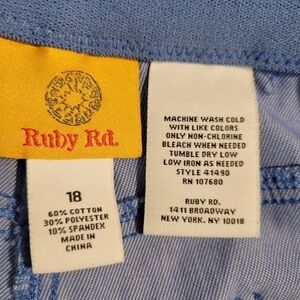 Ruby Rd.
18
60% COTTON
30% POLYESTER
10% SPANDEX
MADE IN
CHINA
MACHINE WASH COLD
WITH LIKE COLORS
ONLY NON-CHLORINE
BLEACH WHEN NEEDED
TUMBLE DRY LOW
LOW IRON AS NEEDED
STYLE 41490
RN 107680
RUBY RD.
1411 BROADWAY
NEW YORK, NY 10018